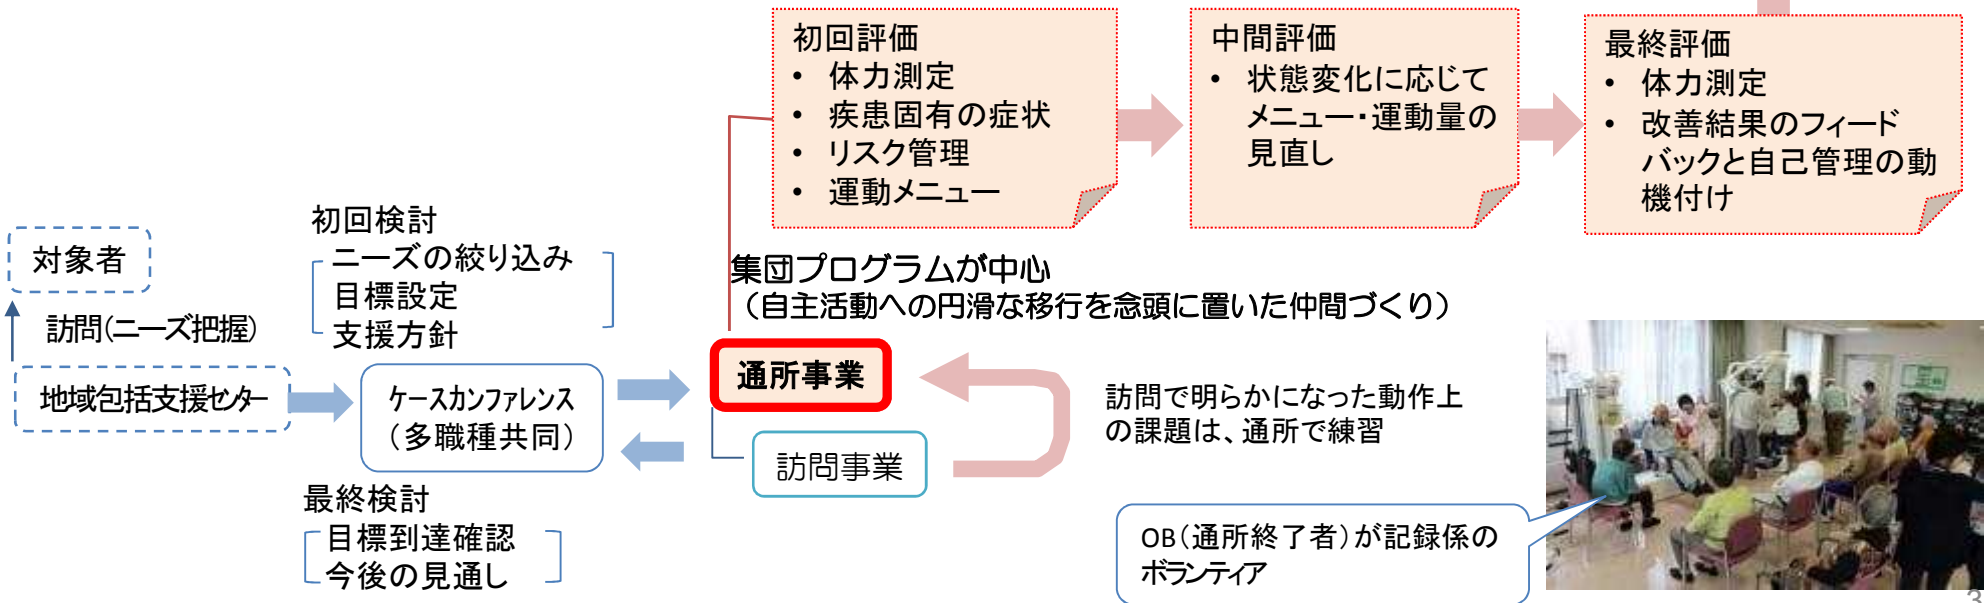 初回評価
• 体力測定
• 疾患固有の症状
• リスク管理
• 運動メニュー
中間評価
• 状態変化に応じて
メニュー・運動量の
見直し
最終評価
• 体力測定
• 改善結果のフィード
バックと自己管理の動
機付け
対象者
訪問(ニーズ把握)
地域包括支援センター
初回検討
ニーズの絞り込み
目標設定
支援方針
ケースカンファレンス
（多職種共同）
最終検討
目標到達確認
今後の見通し
集団プログラムが中心
（自主活動への円滑な移行を念頭に置いた仲間づくり）
通所事業
訪問事業
訪問で明らかになった動作上
の課題は、通所で練習
OB（通所終了者）が記録係の
ボランティア
3